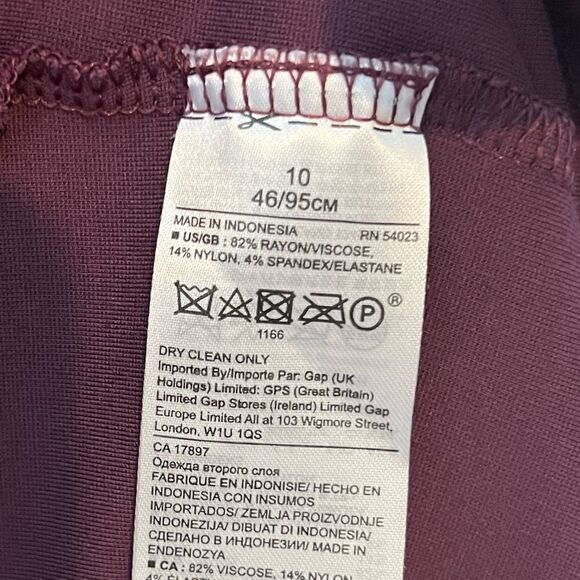 10
46/95CM
MADE IN INDONESIA RN 54023
■ US/GB : 82% RAYON/VISCOSE,
14% NYLON, 4% SPANDEX/ELASTANE
P®
1166
DRY CLEAN ONLY
Imported By/Importe Par: Gap (UK
Holdings) Limited: GPS (Great Britain)
Limited Gap Stores (Ireland) Limited Gap
Europe Limited All at 103 Wigmore Street,
London, W1U 1QS
CA 17897
Одежда второго слоя
FABRIQUE EN INDONISIE/ HECHO EN
INDONESIA CON INSUMOS
IMPORTADOS/ ZEMLJA PROIZVODNJE
INDONEZIJA/ DIBUAT DI INDONESIA/
СДЕЛАНО В ИНДОНЕЗИИ/ MADE IN
ENDENOZYA
■ CA : 82% VISCOSE, 14% NYLON,